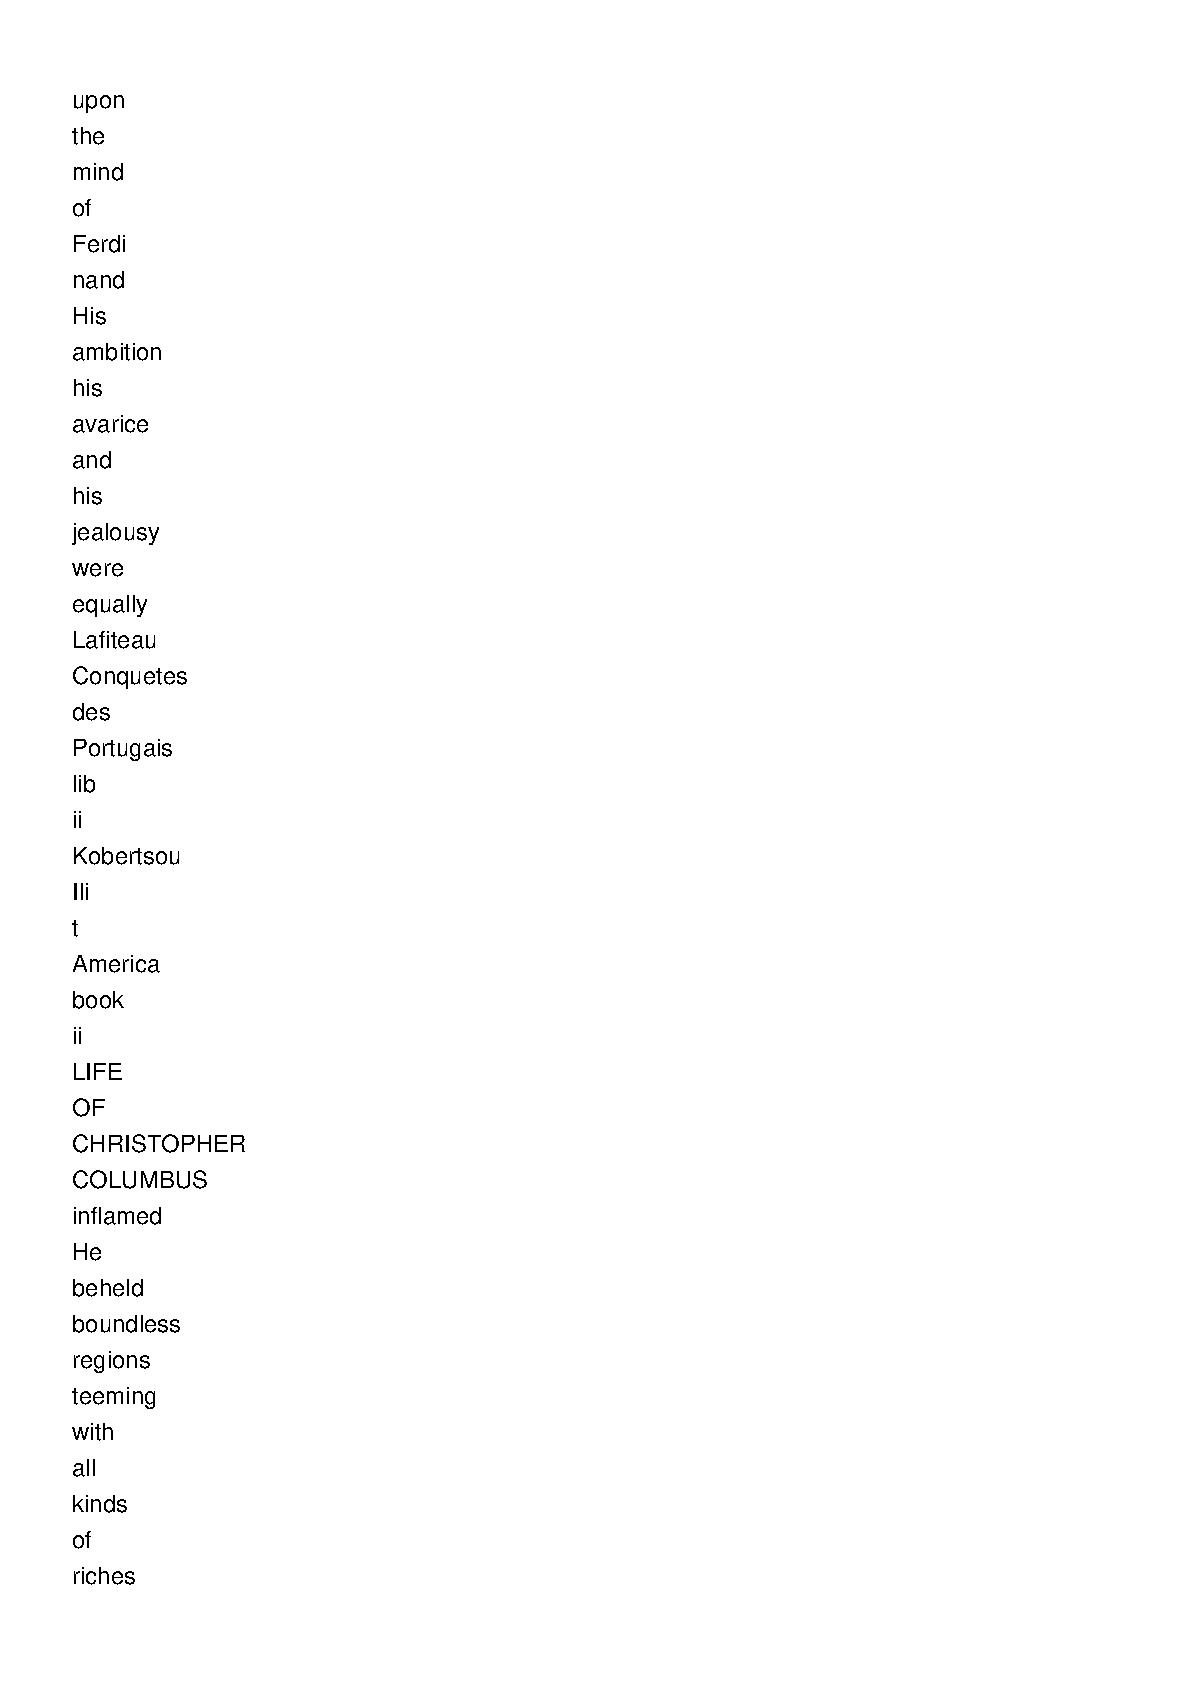 upon
the
mind
of
Ferdi
nand
His
ambition
his
avarice
and
his
jealousy
were
equally
Lafiteau
Conquetes
des
Portugais
lib
ii
Kobertsou
Ili
t
America
book
ii
LIFE
OF
CHRISTOPHER
COLUMBUS
inflamed
He
beheld
boundless
regions
teeming
with
all
kinds
of
riches